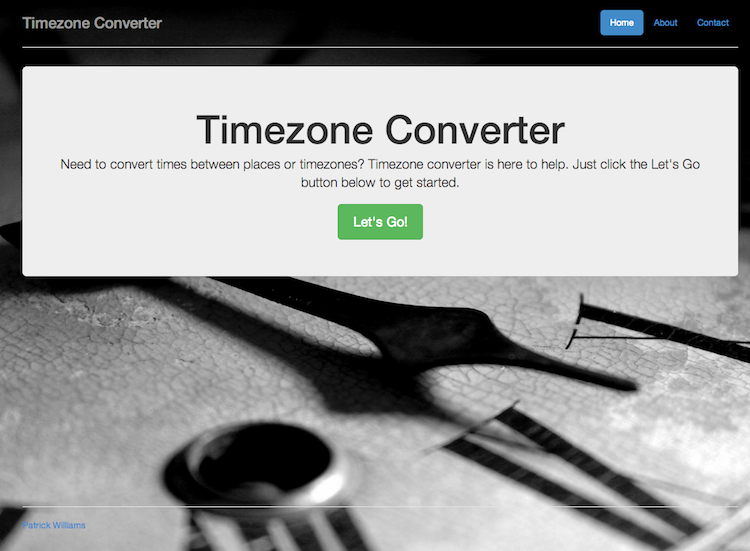 Timezone Converter
Home About Contact
Timezone Converter
Need to convert times between places or timezones? Timezone converter is here to help. Just click the Let's Go
button below to get started.
Let's Go!
Patrick Williams